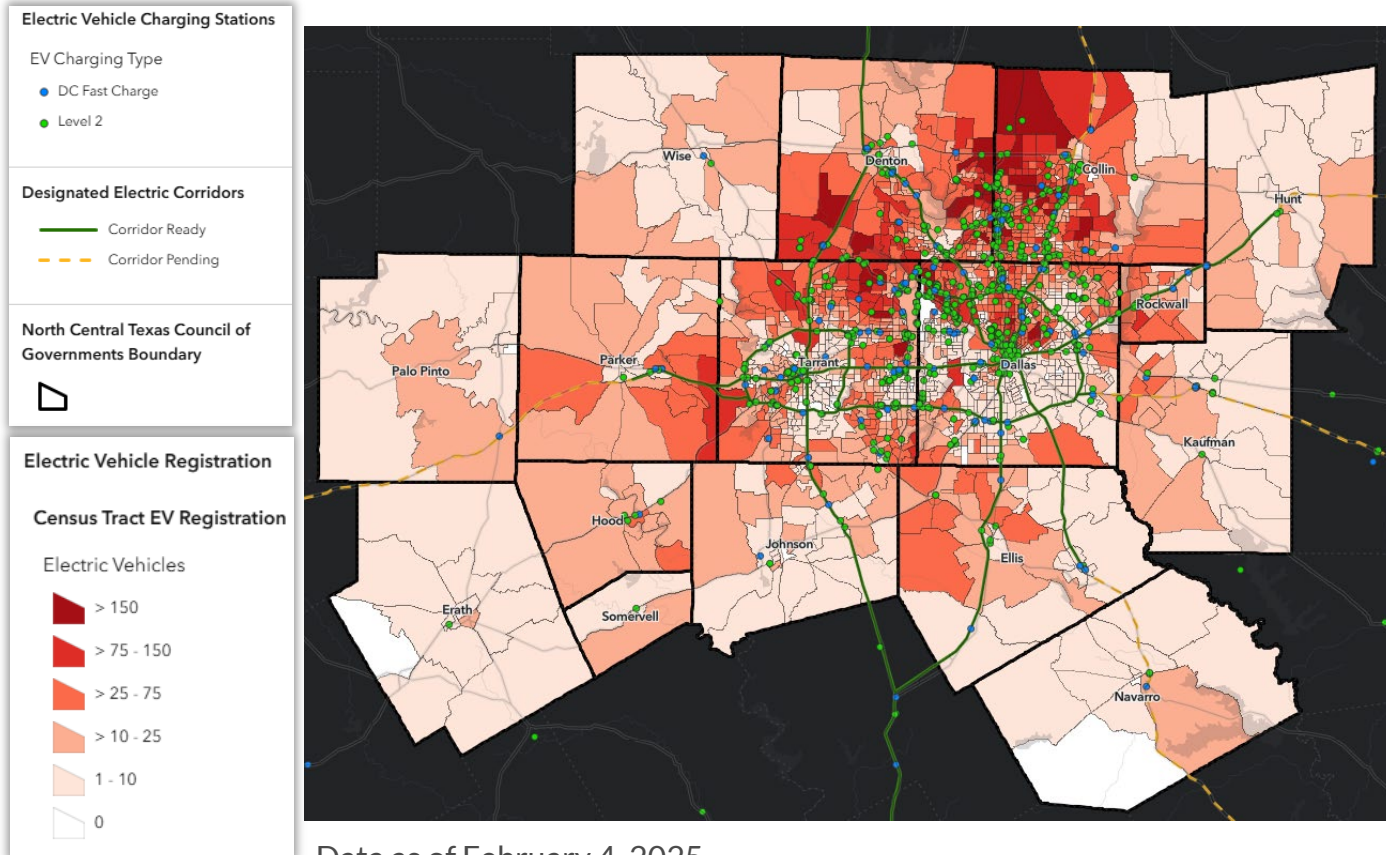 Electric Vehicle Charging Stations
EV Charging Type
DC Fast Charge
Level 2
Designated Electric Corridors
Corridor Ready
Corridor Pending
North Central Texas Council of
Governments Boundary
Electric Vehicle Registration
Census Tract EV Registration
Electric Vehicles
> 150
> 75 - 150
> 25 - 75
> 10 - 25
1 - 10
0
Wise
Denton
Collin
Hunt
Palo Pinto
Parker
Tarrant
Dallas
Rockwall
Kaufman
Hood
Johnson
Ellis
Erath
Somervell
Navarro
Data as of February 4, 2025